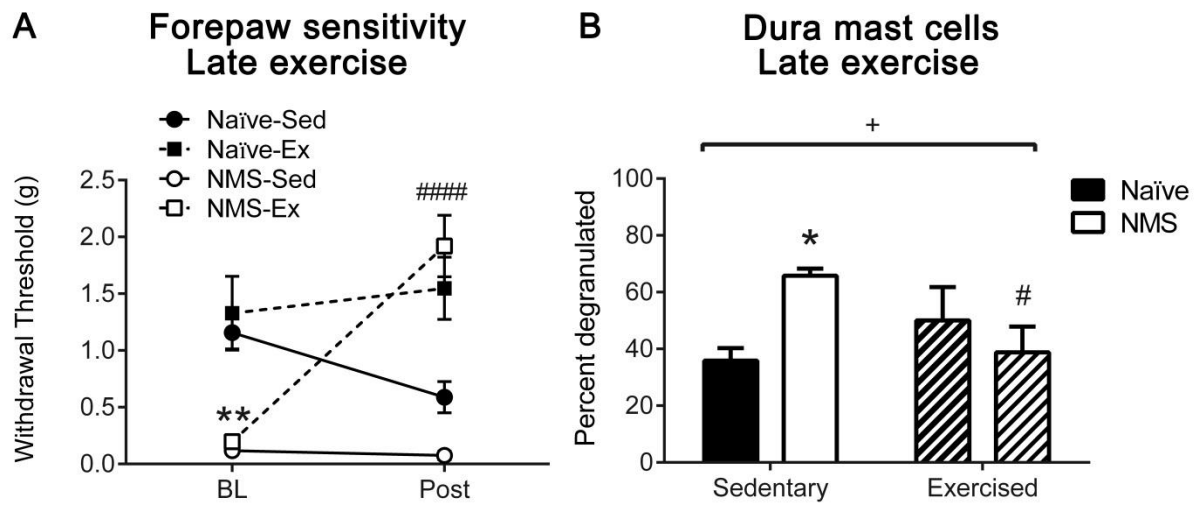 A
Forepaw sensitivity
Late exercise
Naïve-Sed
Naïve-Ex
NMS-Sed
NMS-Ex
####
**
Withdrawal Threshold (g)
2.5
2.0
1.5
1.0
0.5
0.0
BL
Post
B
Dura mast cells
Late exercise
+
Naïve
NMS
*
#
Percent degranulated
100
80
60
40
20
0
Sedentary
Exercised